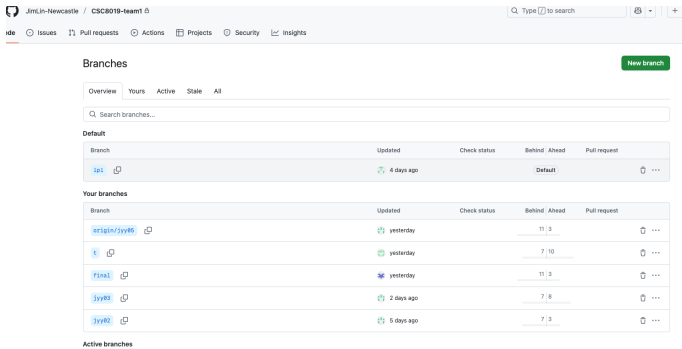 JimLin-Newcastle / CSC8019-team1
Type / to search
Issues Pull requests Actions Projects Security Insights
Branches
New branch
Overview Yours Active Stale All
Search branches...
Default
Branch Updated Check status Behind Ahead Pull request
4 days ago Default
Your branches
Branch Updated Check status Behind Ahead Pull request
origin/jyy05 yesterday 11 3
t yesterday 7 10
final yesterday 11 3
jyy03 2 days ago 7 8
jyy02 5 days ago 7 3
Active branches